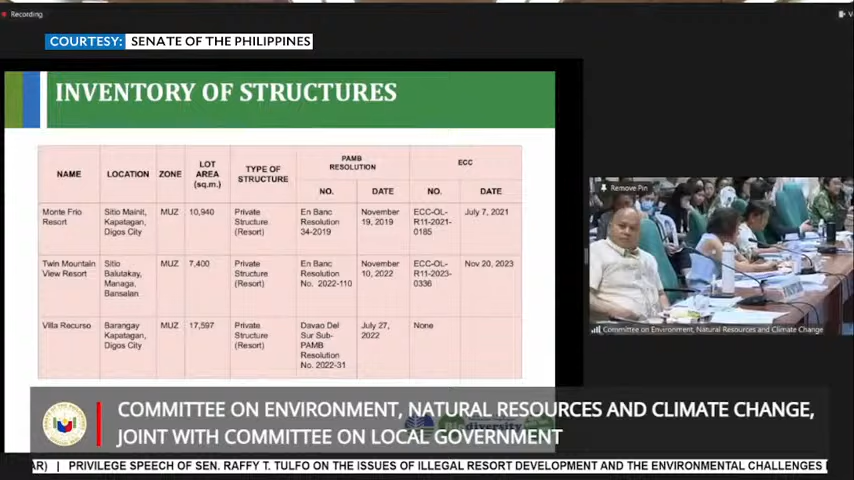 Recording
COURTESY: SENATE OF THE PHILIPPINES
INVENTORY OF STRUCTURES
NAME LOCATION ZONE LOT AREA (sq.m.) TYPE OF STRUCTURE PAMB RESOLUTION ECC
NO. DATE NO. DATE
Monte Frio Sitio Mainit, MUZ 10,940 Private En Banc November ECC-OL- July 7, 2021
Resort Kapatagan, Structure Resolution 19, 2019 R11-2021-
Digos City (Resort) 34-2019 0185
Twin Mountain Sitio MUZ 7,400 Private En Banc November ECC-OL- Nov 20, 2023
View Resort Balutakay, Structure Resolution 10, 2022 R11-2023-
Managa, (Resort) No. 2022-110 0336
Bansalan
Villa Recurso Barangay MUZ 17,597 Private Davao Del July 27, None
Kapatagan, Structure Sur Sub- 2022
Digos City (Resort) PAMB
Resolution
No. 2022-31
Remove Pin
Committee on Environment, Natural Resources and Climate Change
COMMITTEE ON ENVIRONMENT, NATURAL RESOURCES AND CLIMATE CHANGE,
JOINT WITH COMMITTEE ON LOCAL GOVERNMENT
AR) | PRIVILEGE SPEECH OF SEN. RAFFY T. TULFO ON THE ISSUES OF ILLEGAL RESORT DEVELOPMENT AND THE ENVIRONMENTAL CHALLENGES